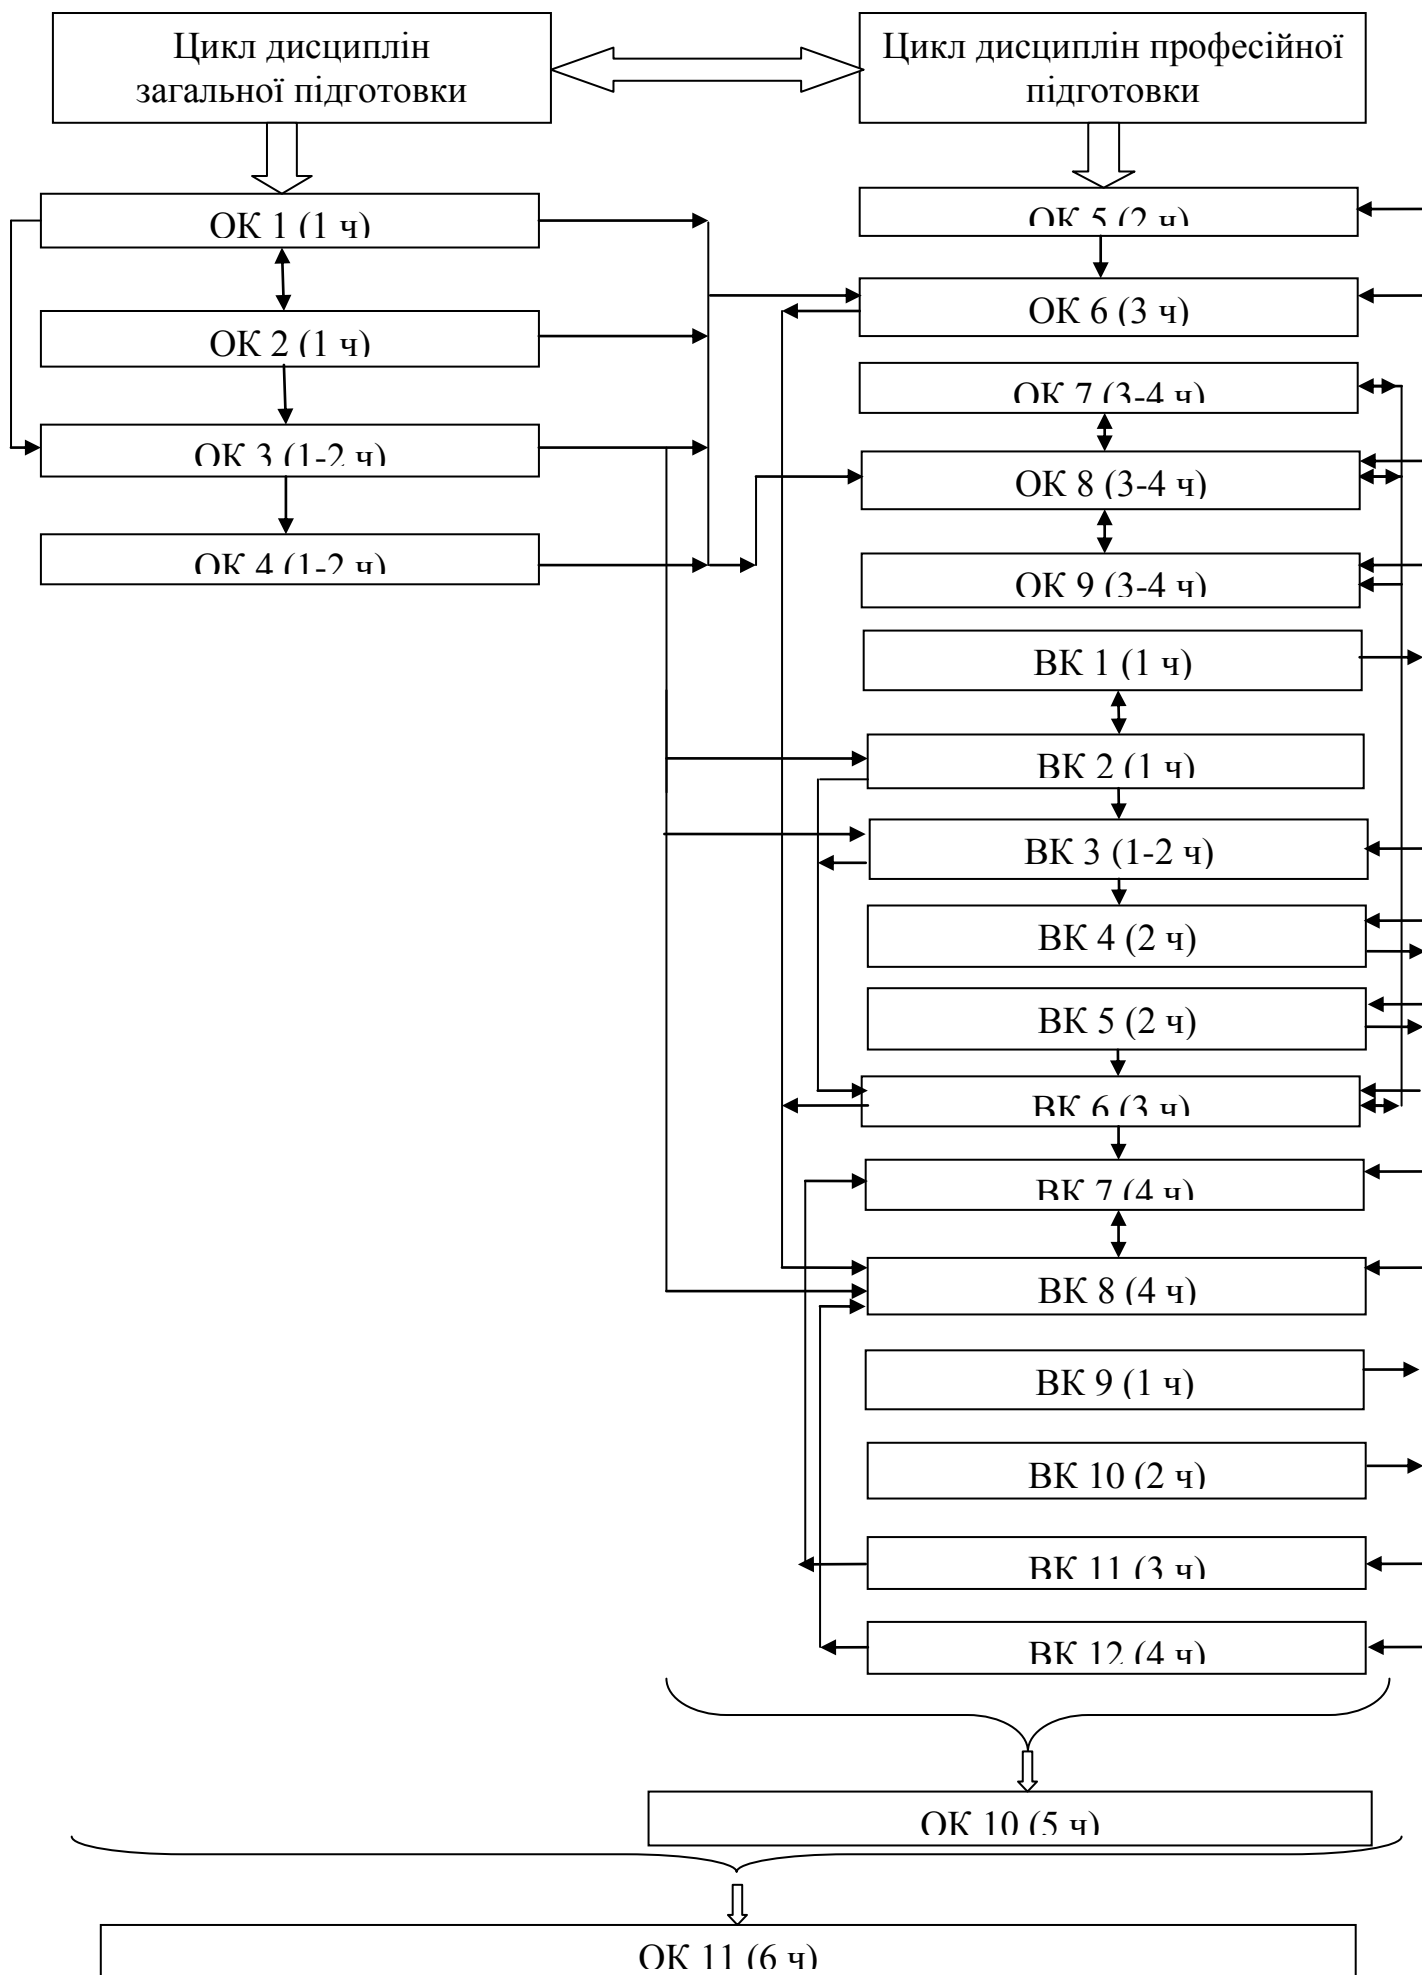 Цикл дисциплін
загальної підготовки
Цикл дисциплін професійної
підготовки
ОК 1 (1 ч)
ОК 2 (1 ч)
ОК 3 (1-2 ч)
ОК 4 (1-2 ч)
ОК 5 (2 ч)
ОК 6 (3 ч)
ОК 7 (3-4 ч)
ОК 8 (3-4 ч)
ОК 9 (3-4 ч)
ВК 1 (1 ч)
ВК 2 (1 ч)
ВК 3 (1-2 ч)
ВК 4 (2 ч)
ВК 5 (2 ч)
ВК 6 (3 ч)
ВК 7 (4 ч)
ВК 8 (4 ч)
ВК 9 (1 ч)
ВК 10 (2 ч)
ВК 11 (3 ч)
ВК 12 (4 ч)
ОК 10 (5 ч)
ОК 11 (6 ч)